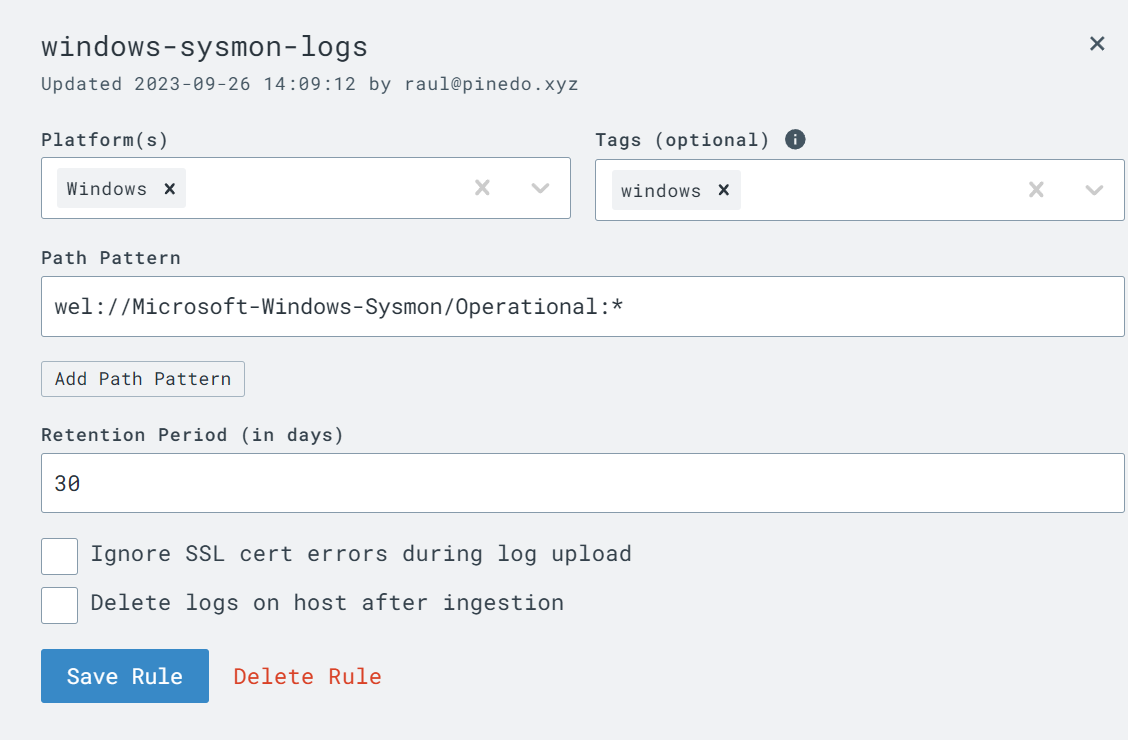 windows-sysmon-logs
Updated 2023-09-26 14:09:12 by raul@pinedo.xyz
Platform(s)
Tags (optional)
Windows
windows
Path Pattern
wel://Microsoft-Windows-Sysmon/Operational:*
Add Path Pattern
Retention Period (in days)
30
Ignore SSL cert errors during log upload
Delete logs on host after ingestion
Save Rule
Delete Rule